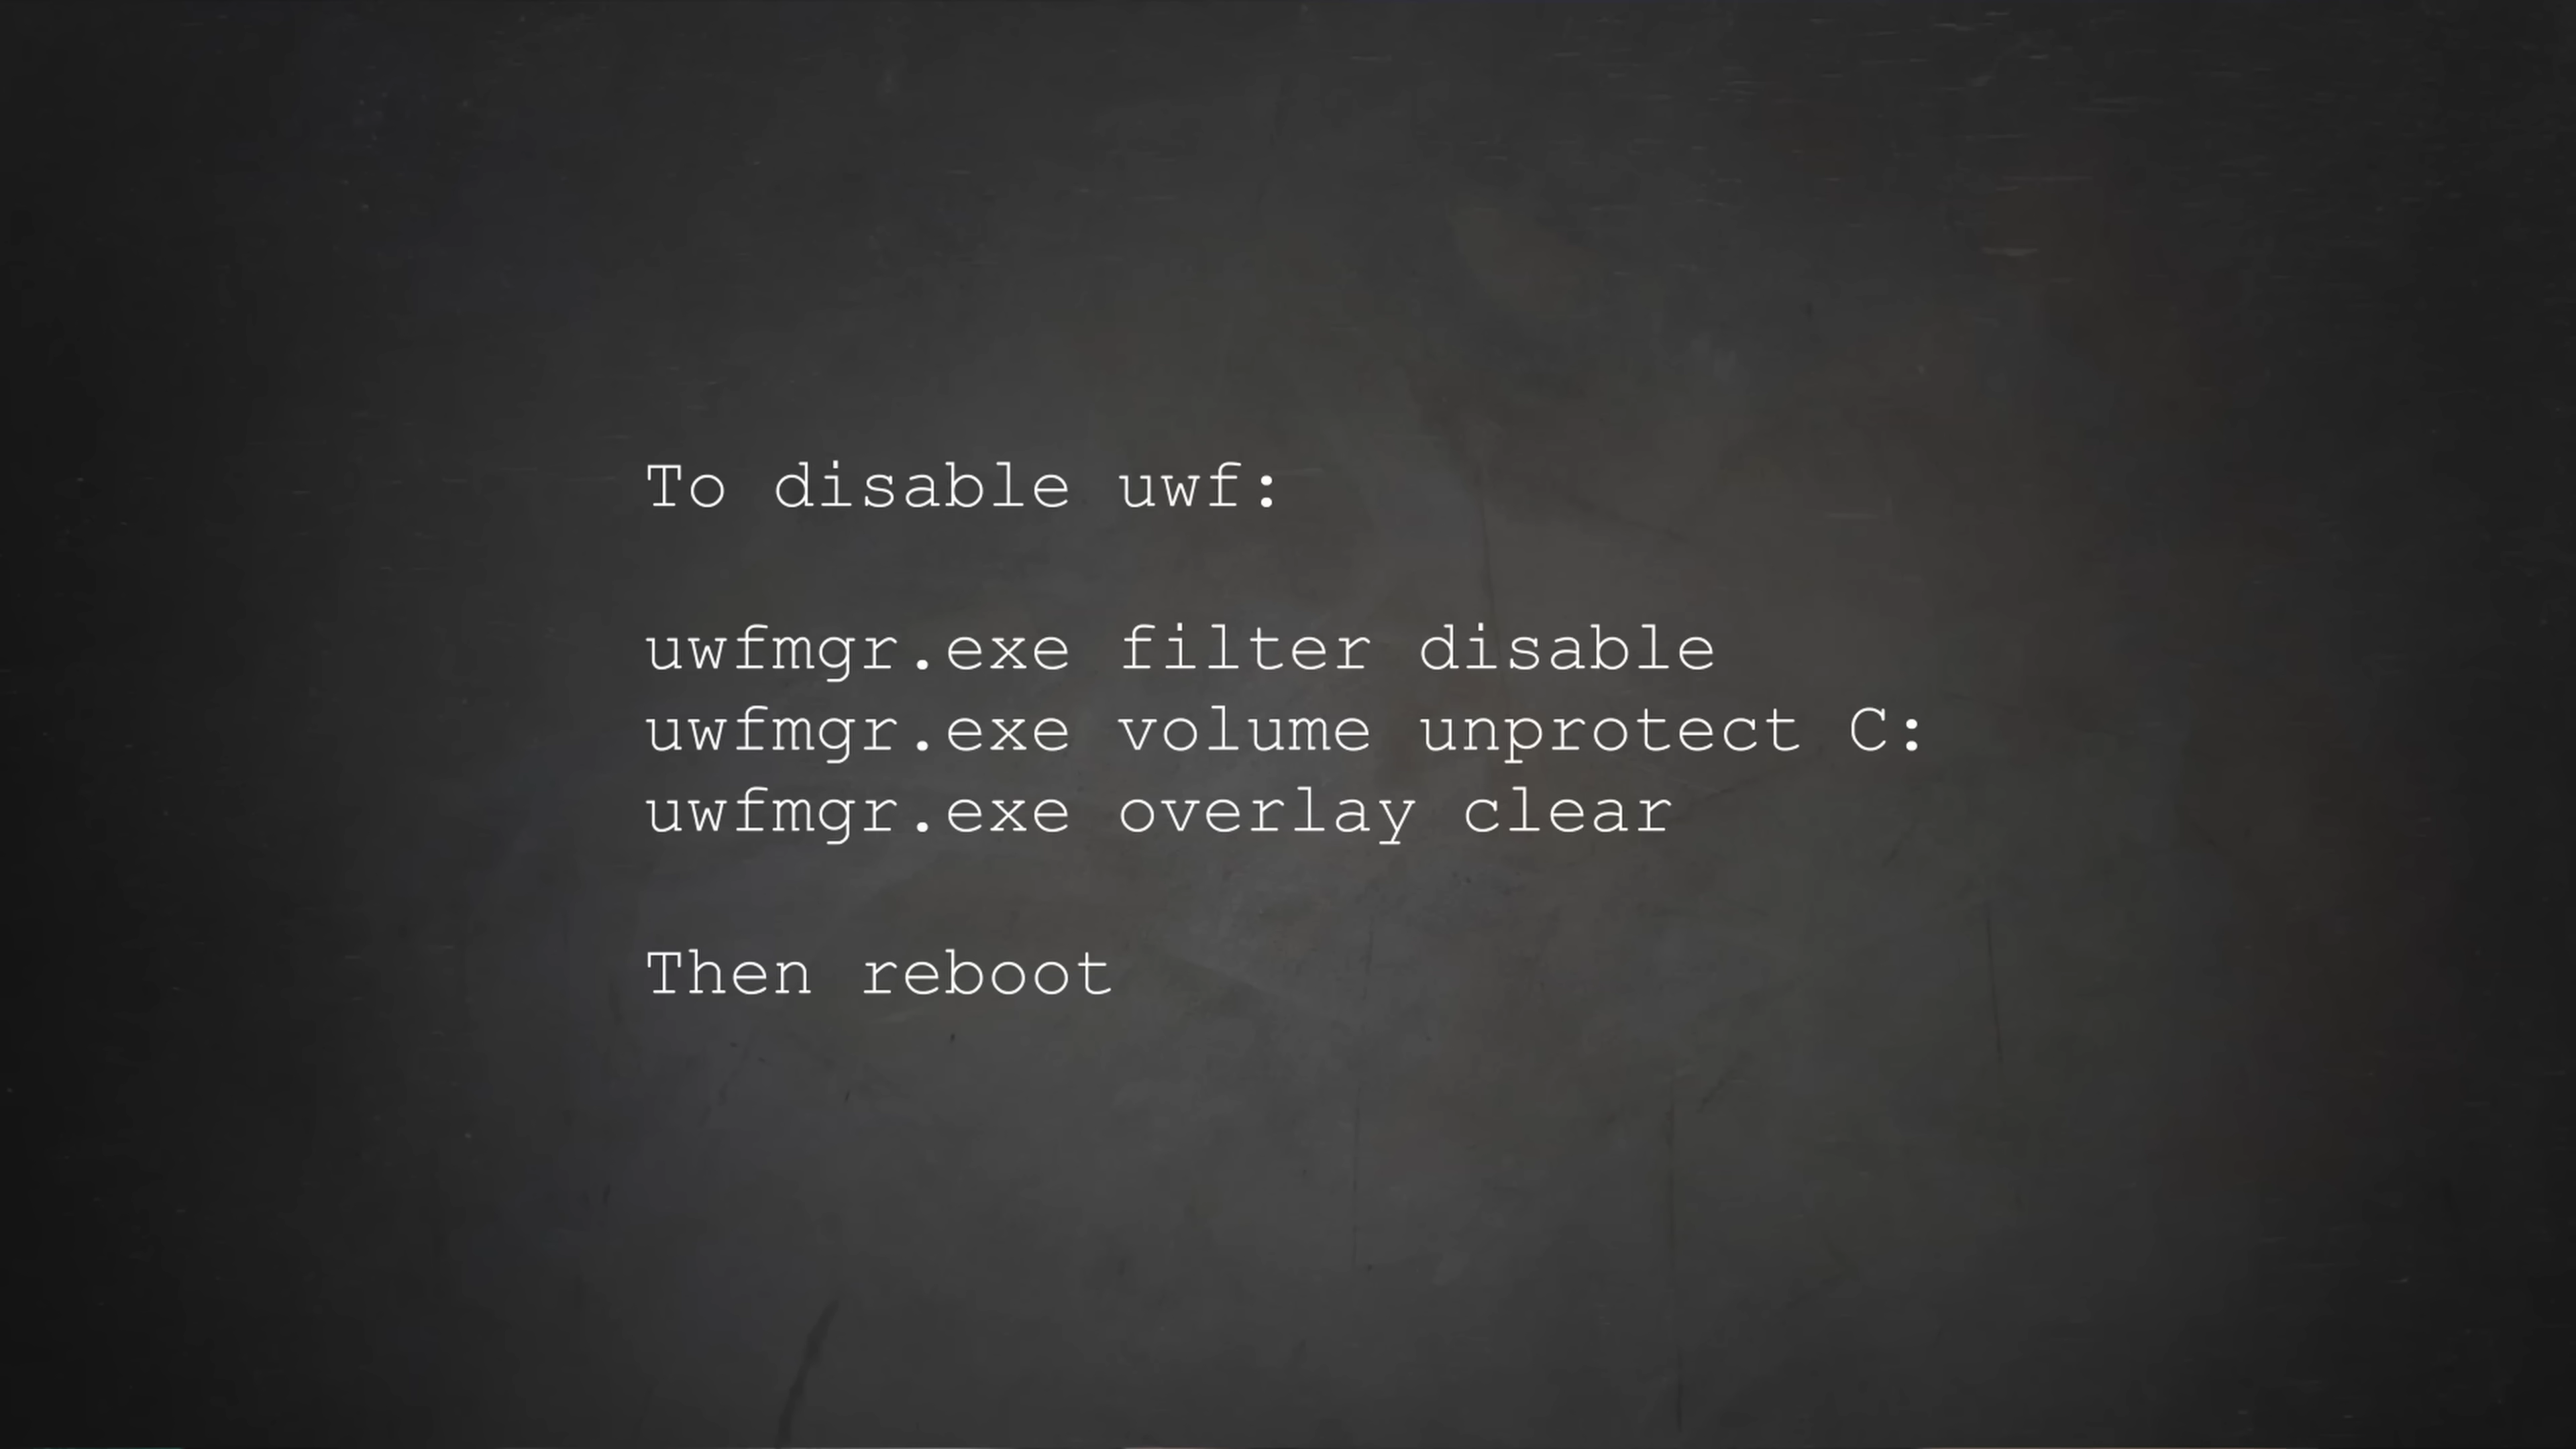 To disable uwf:
uwfmgr.exe filter disable
uwfmgr.exe volume unprotect C:
uwfmgr.exe overlay clear
Then reboot